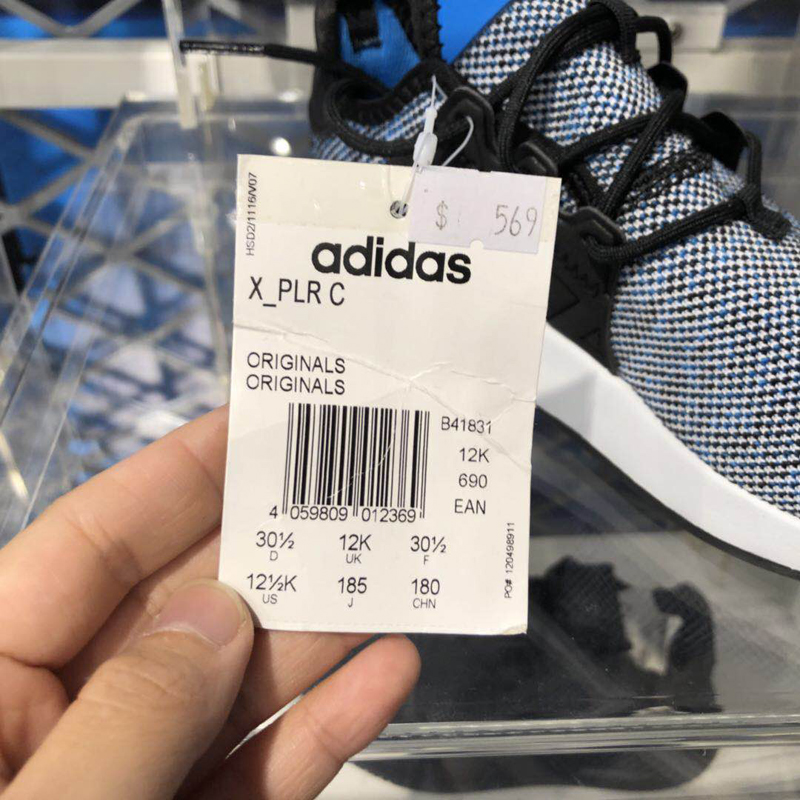 HSD2/1116/V07
$ 569
adidas
X_PLR C
ORIGINALS
ORIGINALS
B41831
12K
690
EAN
4 059809 012369
30½ 12K 30½
D UK F
12½K 185 180
US J CHN
PO# 120498911